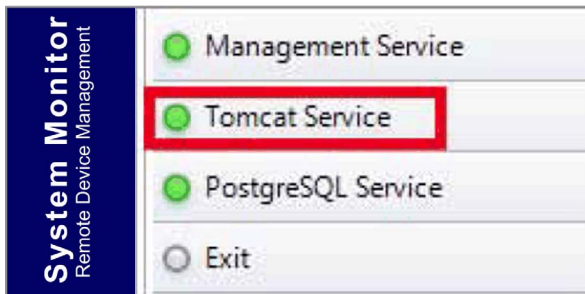 System Monitor
Remote Device Management
Management Service
Tomcat Service
PostgreSQL Service
Exit